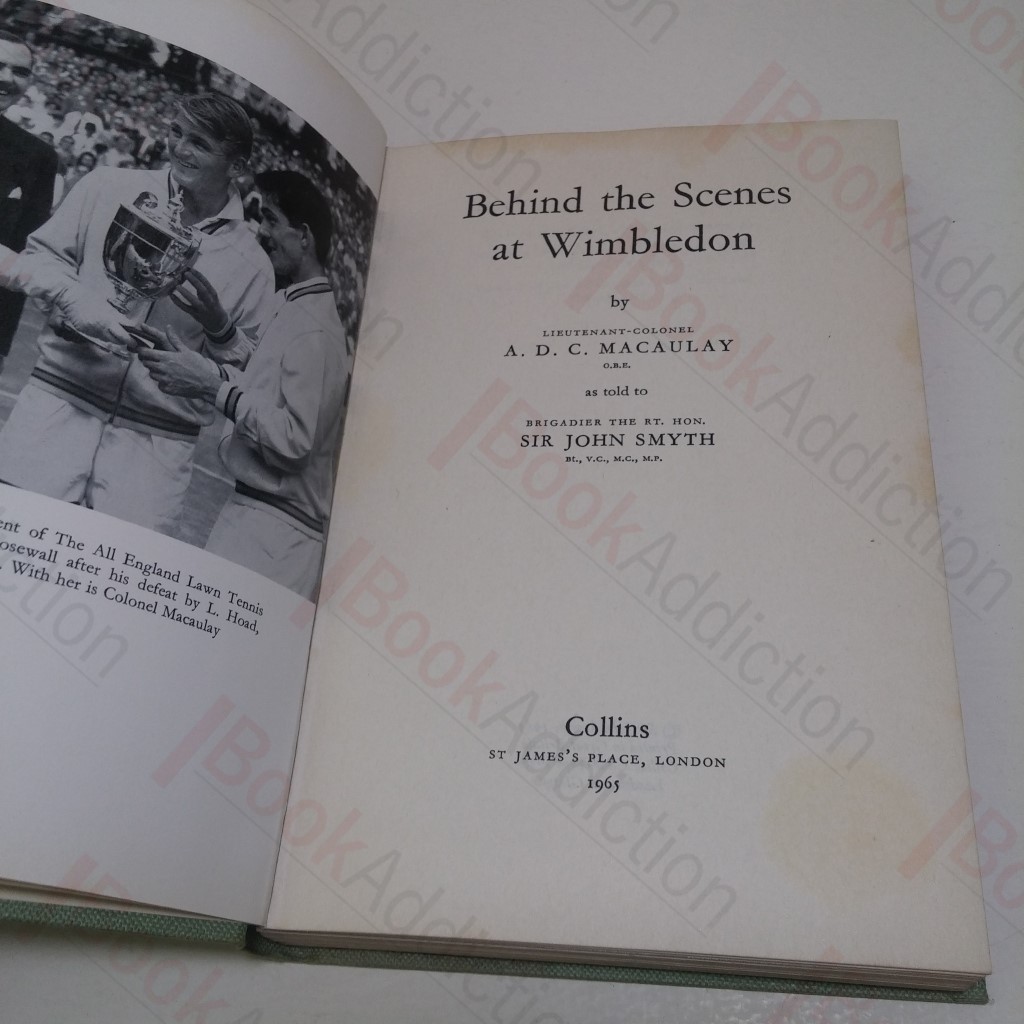 ent of The All England Lawn Tennis
osewall after his defeat by L. Hoad,
. With her is Colonel Macaulay
Behind the Scenes
at Wimbledon
by
LIEUTENANT-COLONEL
A. D. C. MACAULAY
O.B.E.
as told to
BRIGADIER THE RT. HON.
SIR JOHN SMYTH
Bt., V.C., M.C., M.P.
Collins
ST JAMES'S PLACE, LONDON
1965
BookAddiction